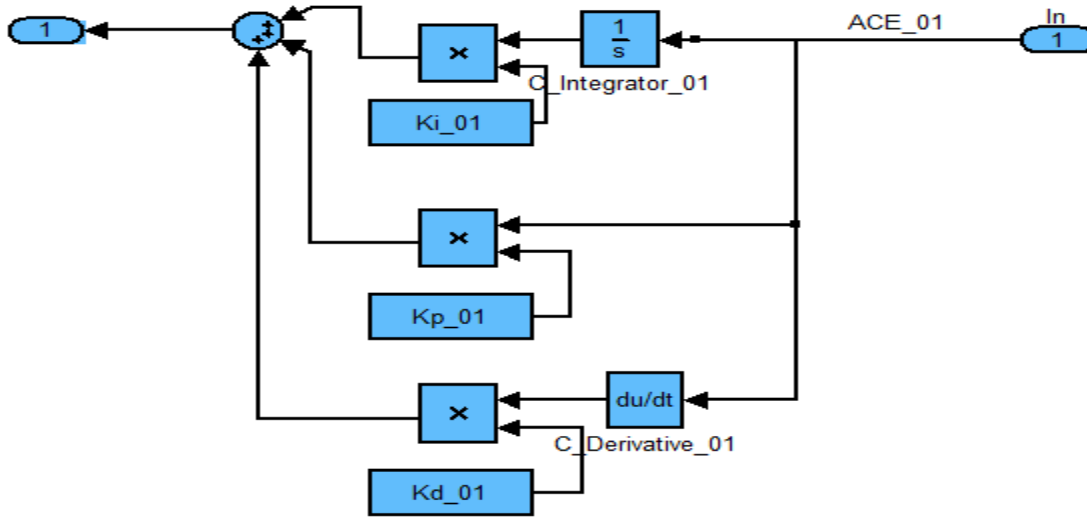 In
1
ACE_01
1
s
C_Integrator_01
×
Ki_01
1
+
+
+
×
Kp_01
du/dt
C_Derivative_01
×
Kd_01